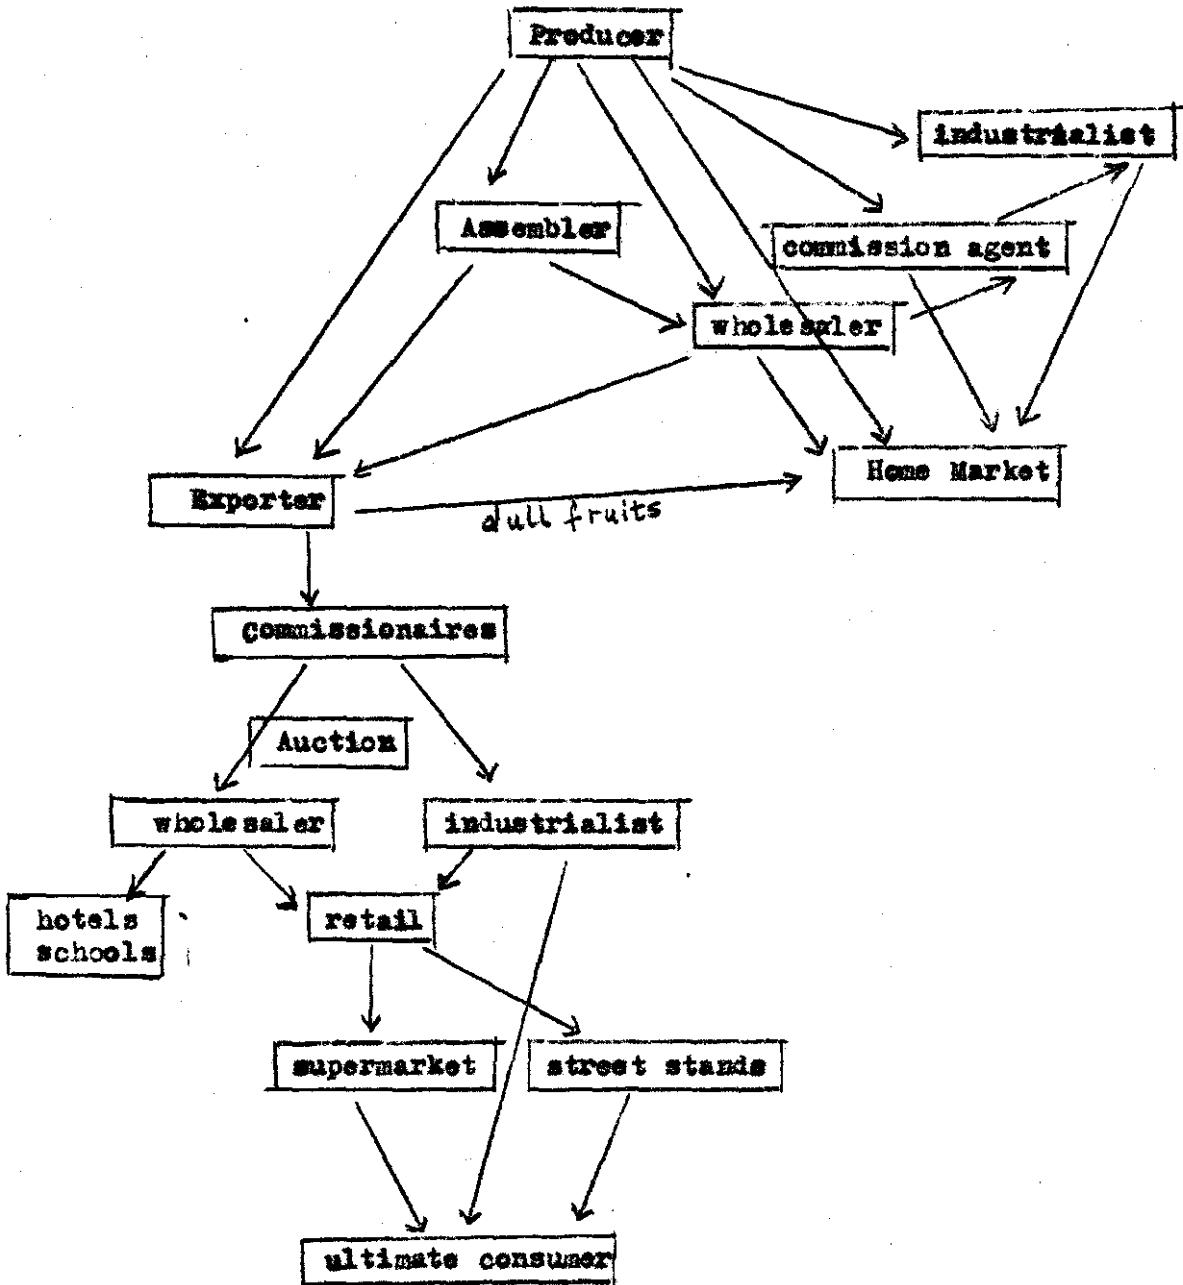 Producer
industrialist
Assembler
commission agent
wholesaler
Home Market
Exporter
dull fruits
Commissionaires
Auction
wholesaler
industrialist
hotels
schools
retail
supermarket
street stands
ultimate consumer